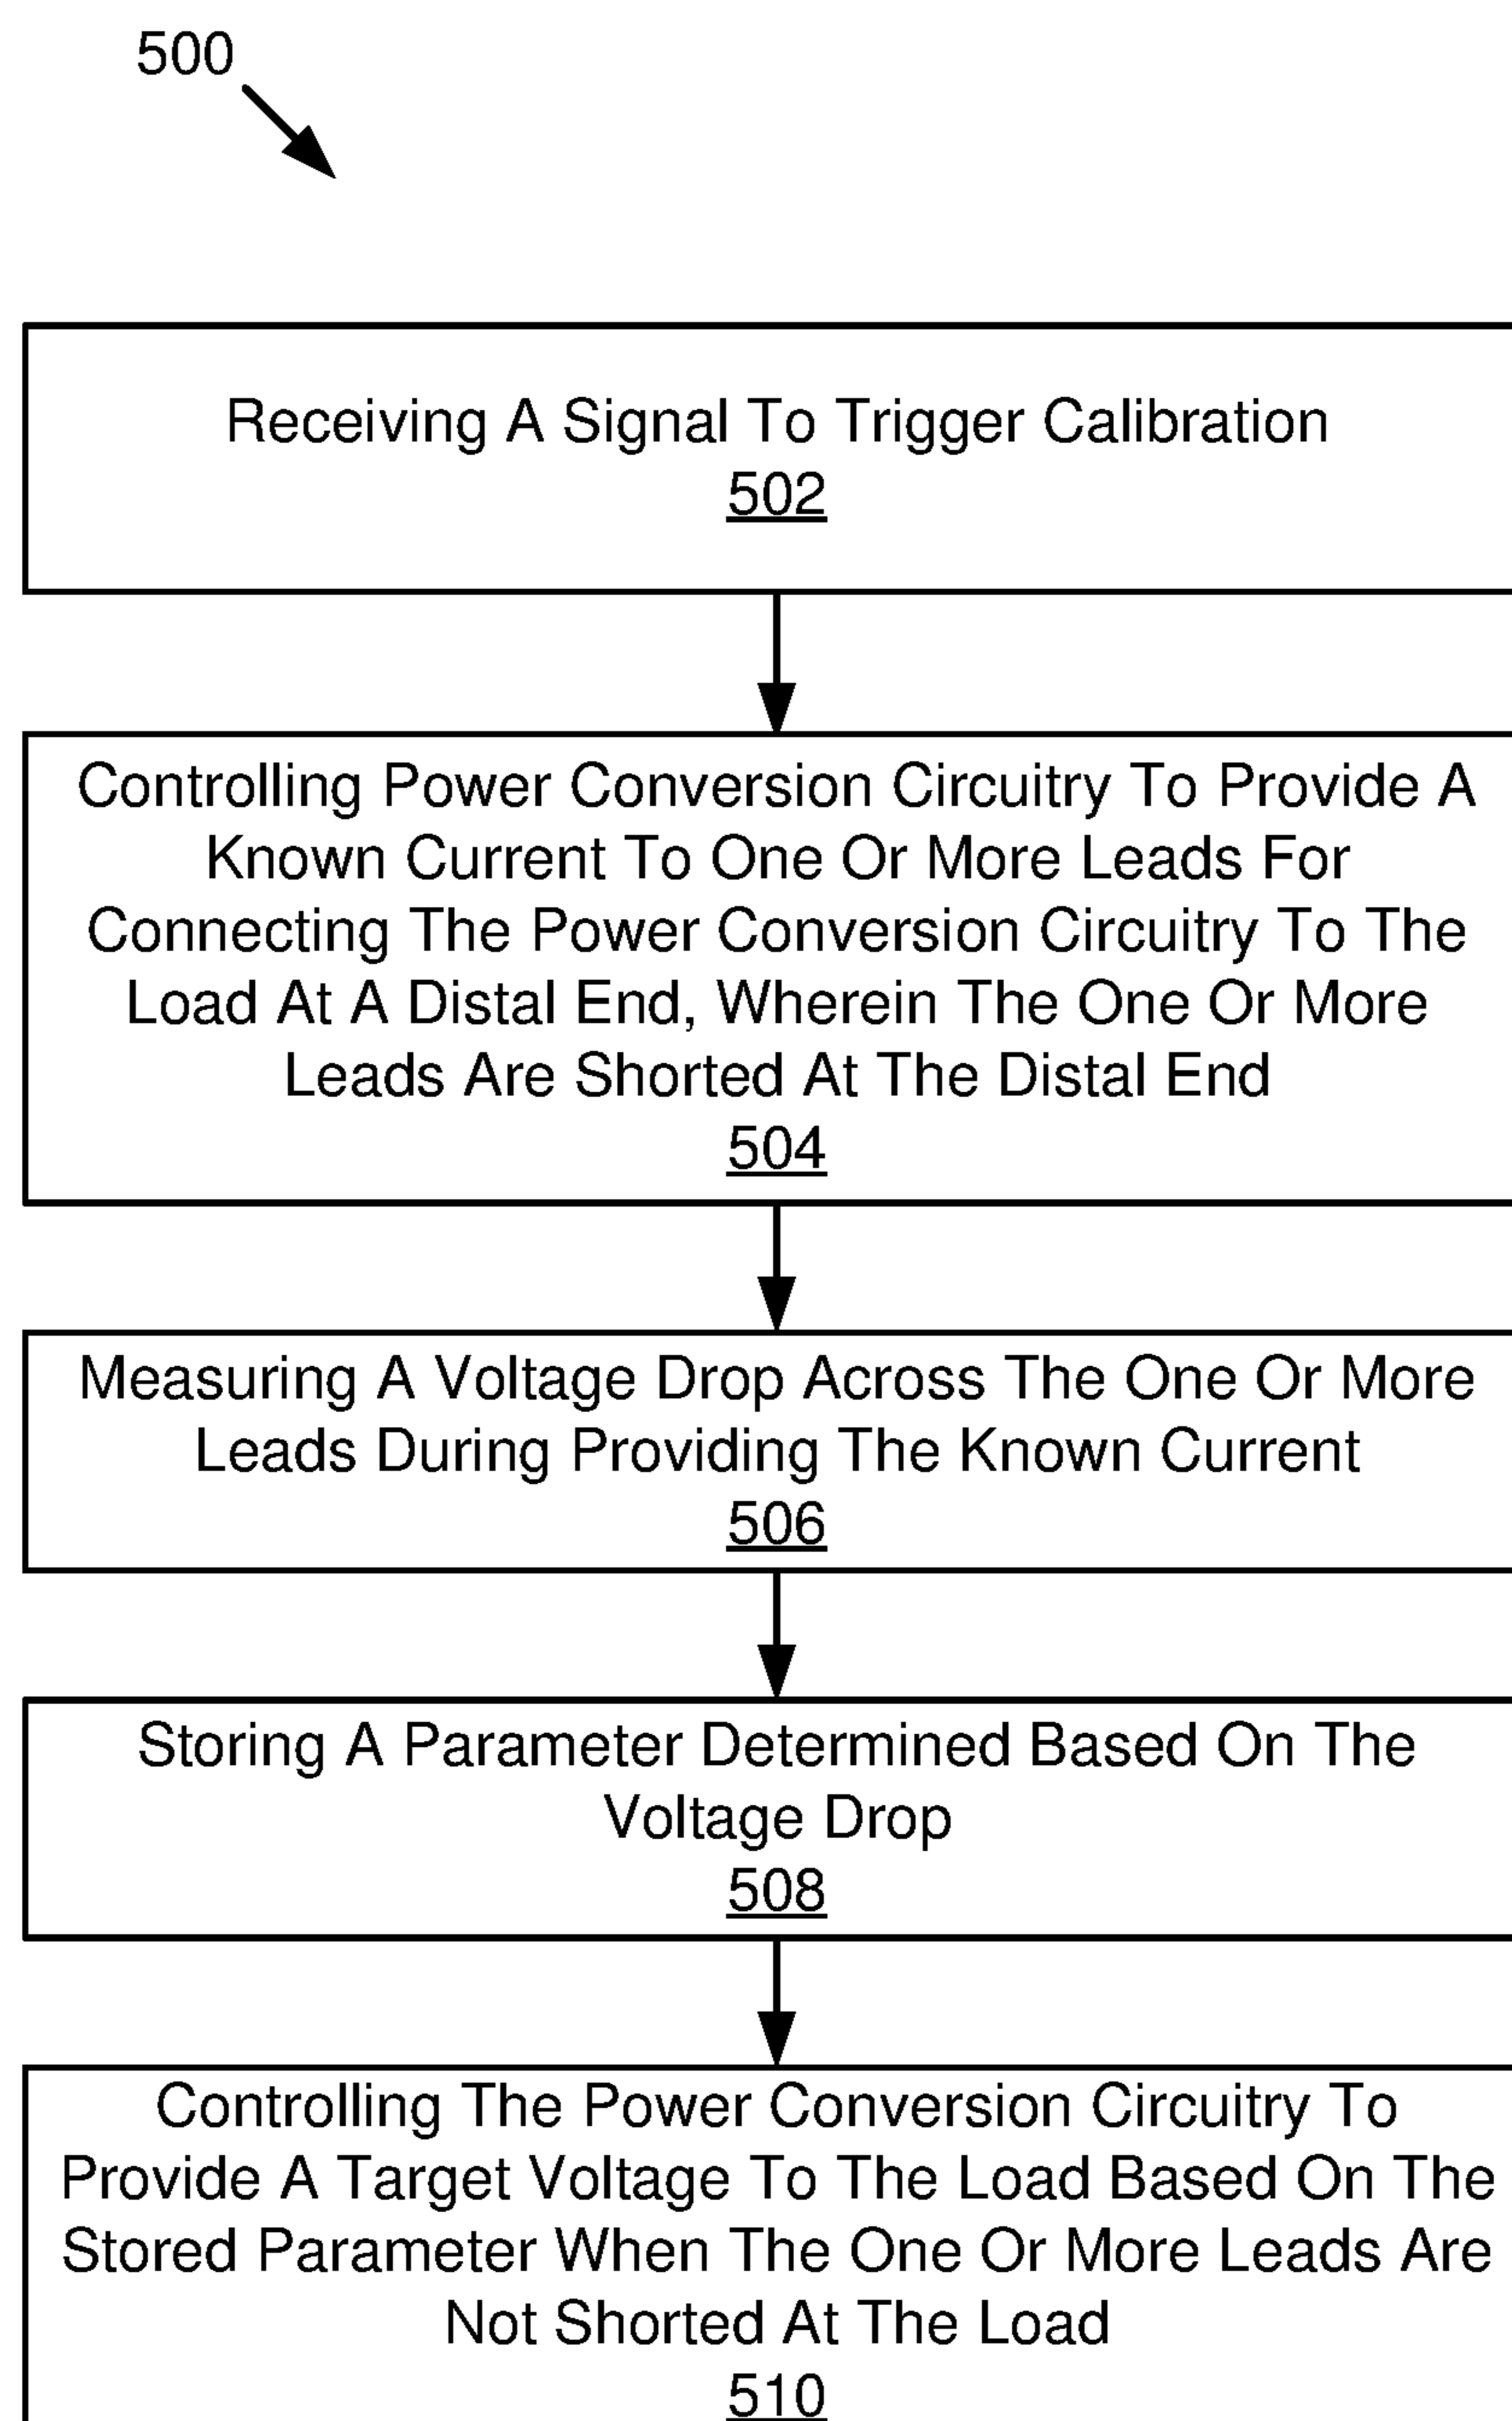 500
Receiving A Signal To Trigger Calibration
502
Controlling Power Conversion Circuitry To Provide A
Known Current To One Or More Leads For
Connecting The Power Conversion Circuitry To The
Load At A Distal End, Wherein The One Or More
Leads Are Shorted At The Distal End
504
Measuring A Voltage Drop Across The One Or More
Leads During Providing The Known Current
506
Storing A Parameter Determined Based On The
Voltage Drop
508
Controlling The Power Conversion Circuitry To
Provide A Target Voltage To The Load Based On The
Stored Parameter When The One Or More Leads Are
Not Shorted At The Load
510